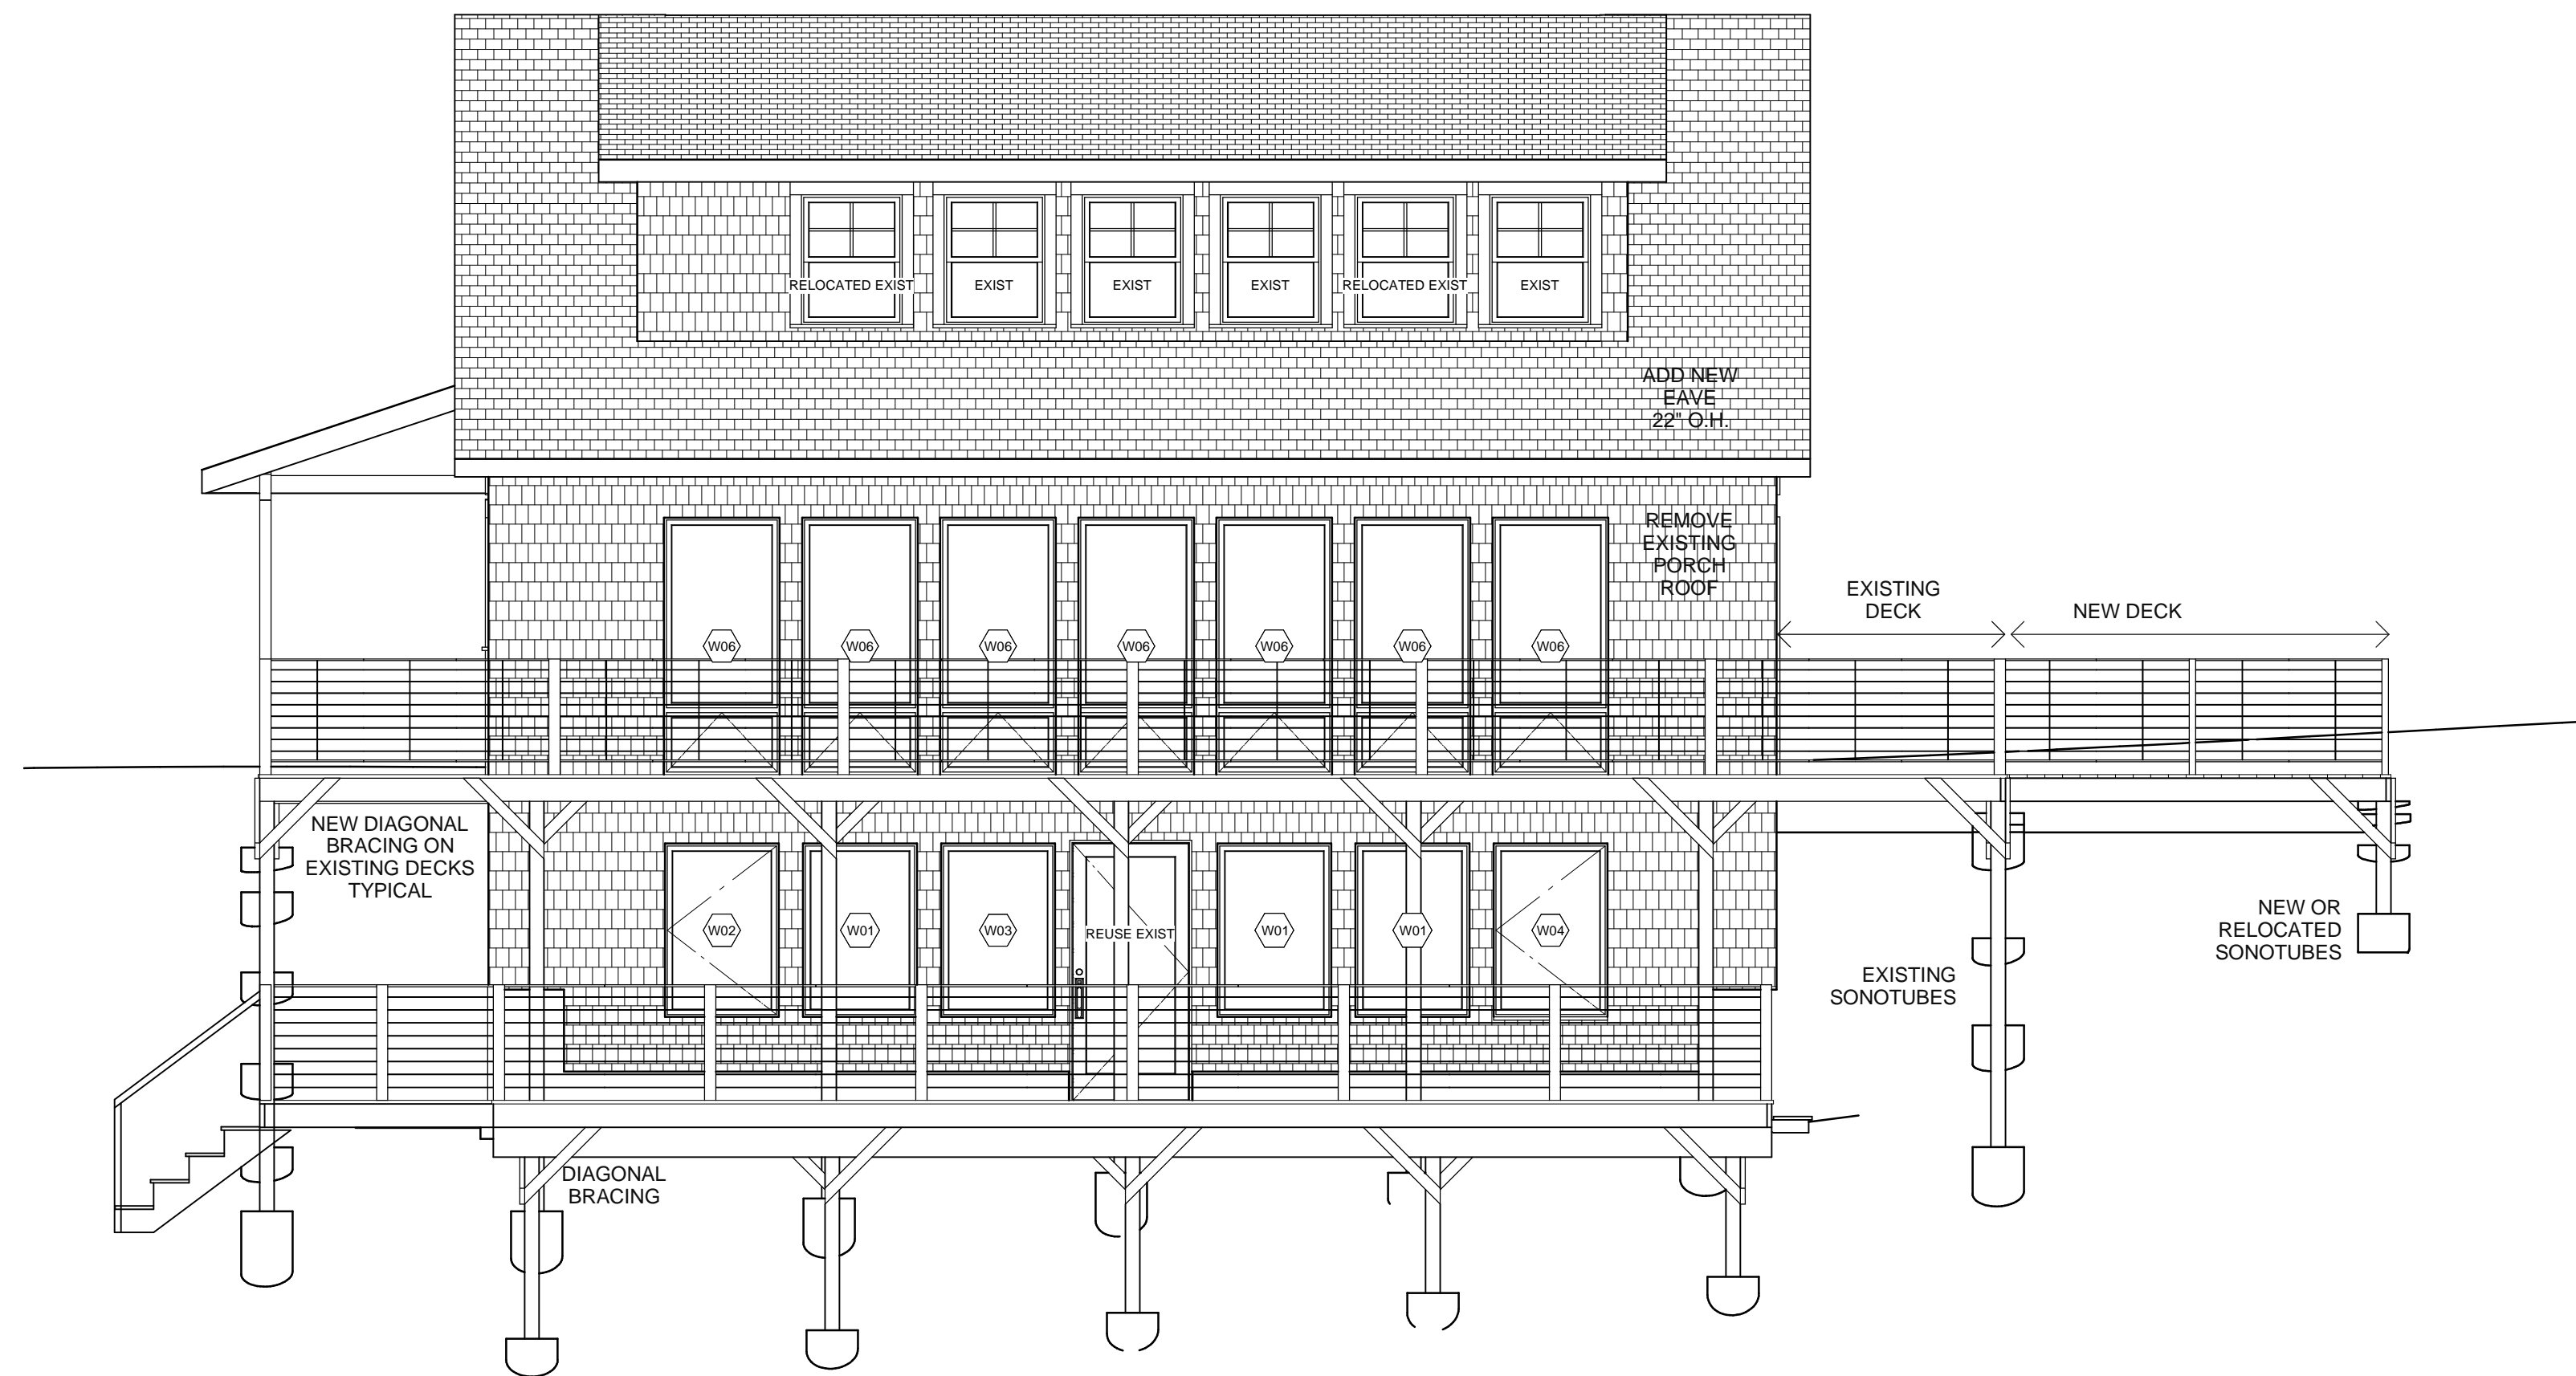 RELOCATED EXIST
EXIST
EXIST
EXIST
RELOCATED EXIST
EXIST
ADD NEW
EAVE
22" O.H.
REMOVE
EXISTING
PORCH
ROOF
EXISTING
DECK
NEW DECK
W06
W06
W06
W06
W06
W06
W06
NEW DIAGONAL
BRACING ON
EXISTING DECKS
TYPICAL
W02
W01
W03
REUSE EXIST
W01
W01
W04
NEW OR
RELOCATED
SONOTUBES
EXISTING
SONOTUBES
DIAGONAL
BRACING